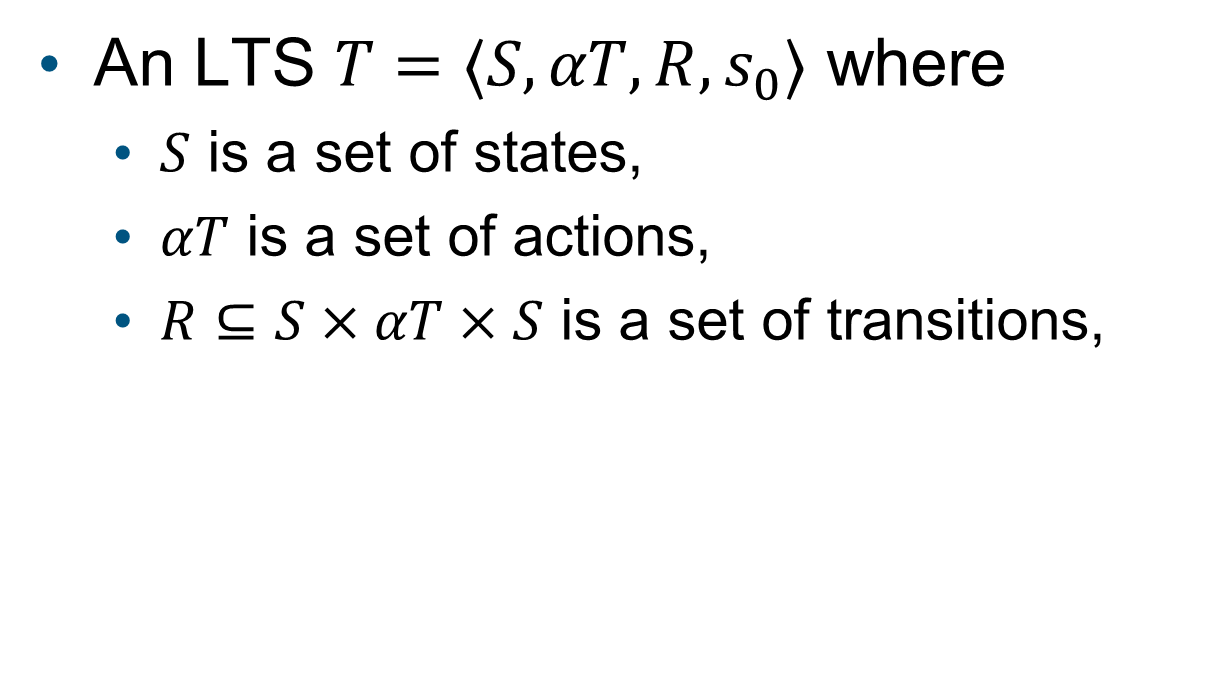 • An LTS 𝑇 = ⟨𝑆, 𝛼𝑇, 𝑅, 𝑠₀⟩ where
• 𝑆 is a set of states,
• 𝛼𝑇 is a set of actions,
• 𝑅 ⊆ 𝑆 × 𝛼𝑇 × 𝑆 is a set of transitions,